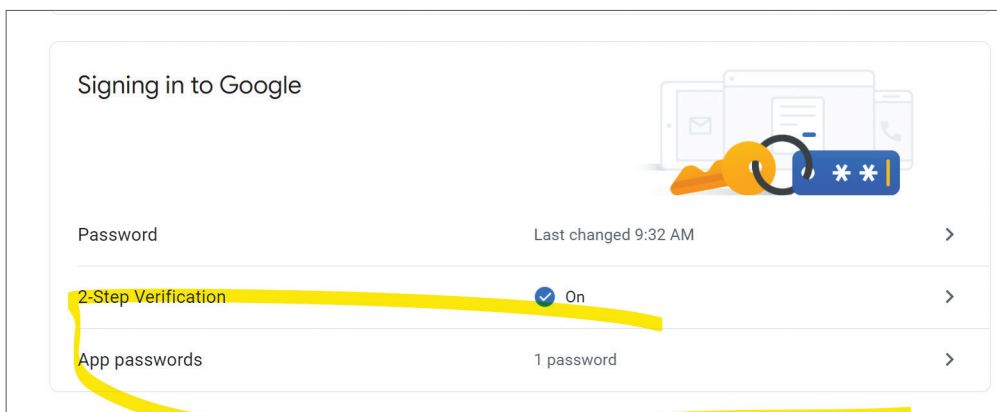 Signing in to Google
**
Password Last changed 9:32 AM
2-Step Verification On
App passwords 1 password